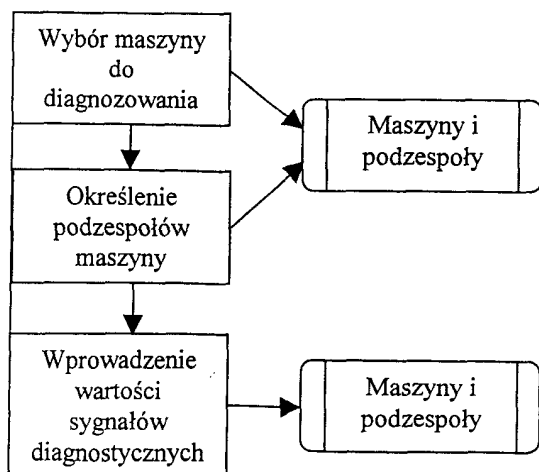 Wybór maszyny
do
diagnozowania
Maszyny i
podzespoły
Określenie
podzespołów
maszyny
Wprowadzenie
wartości
sygnałów
diagnostycznych
Maszyny i
podzespoły